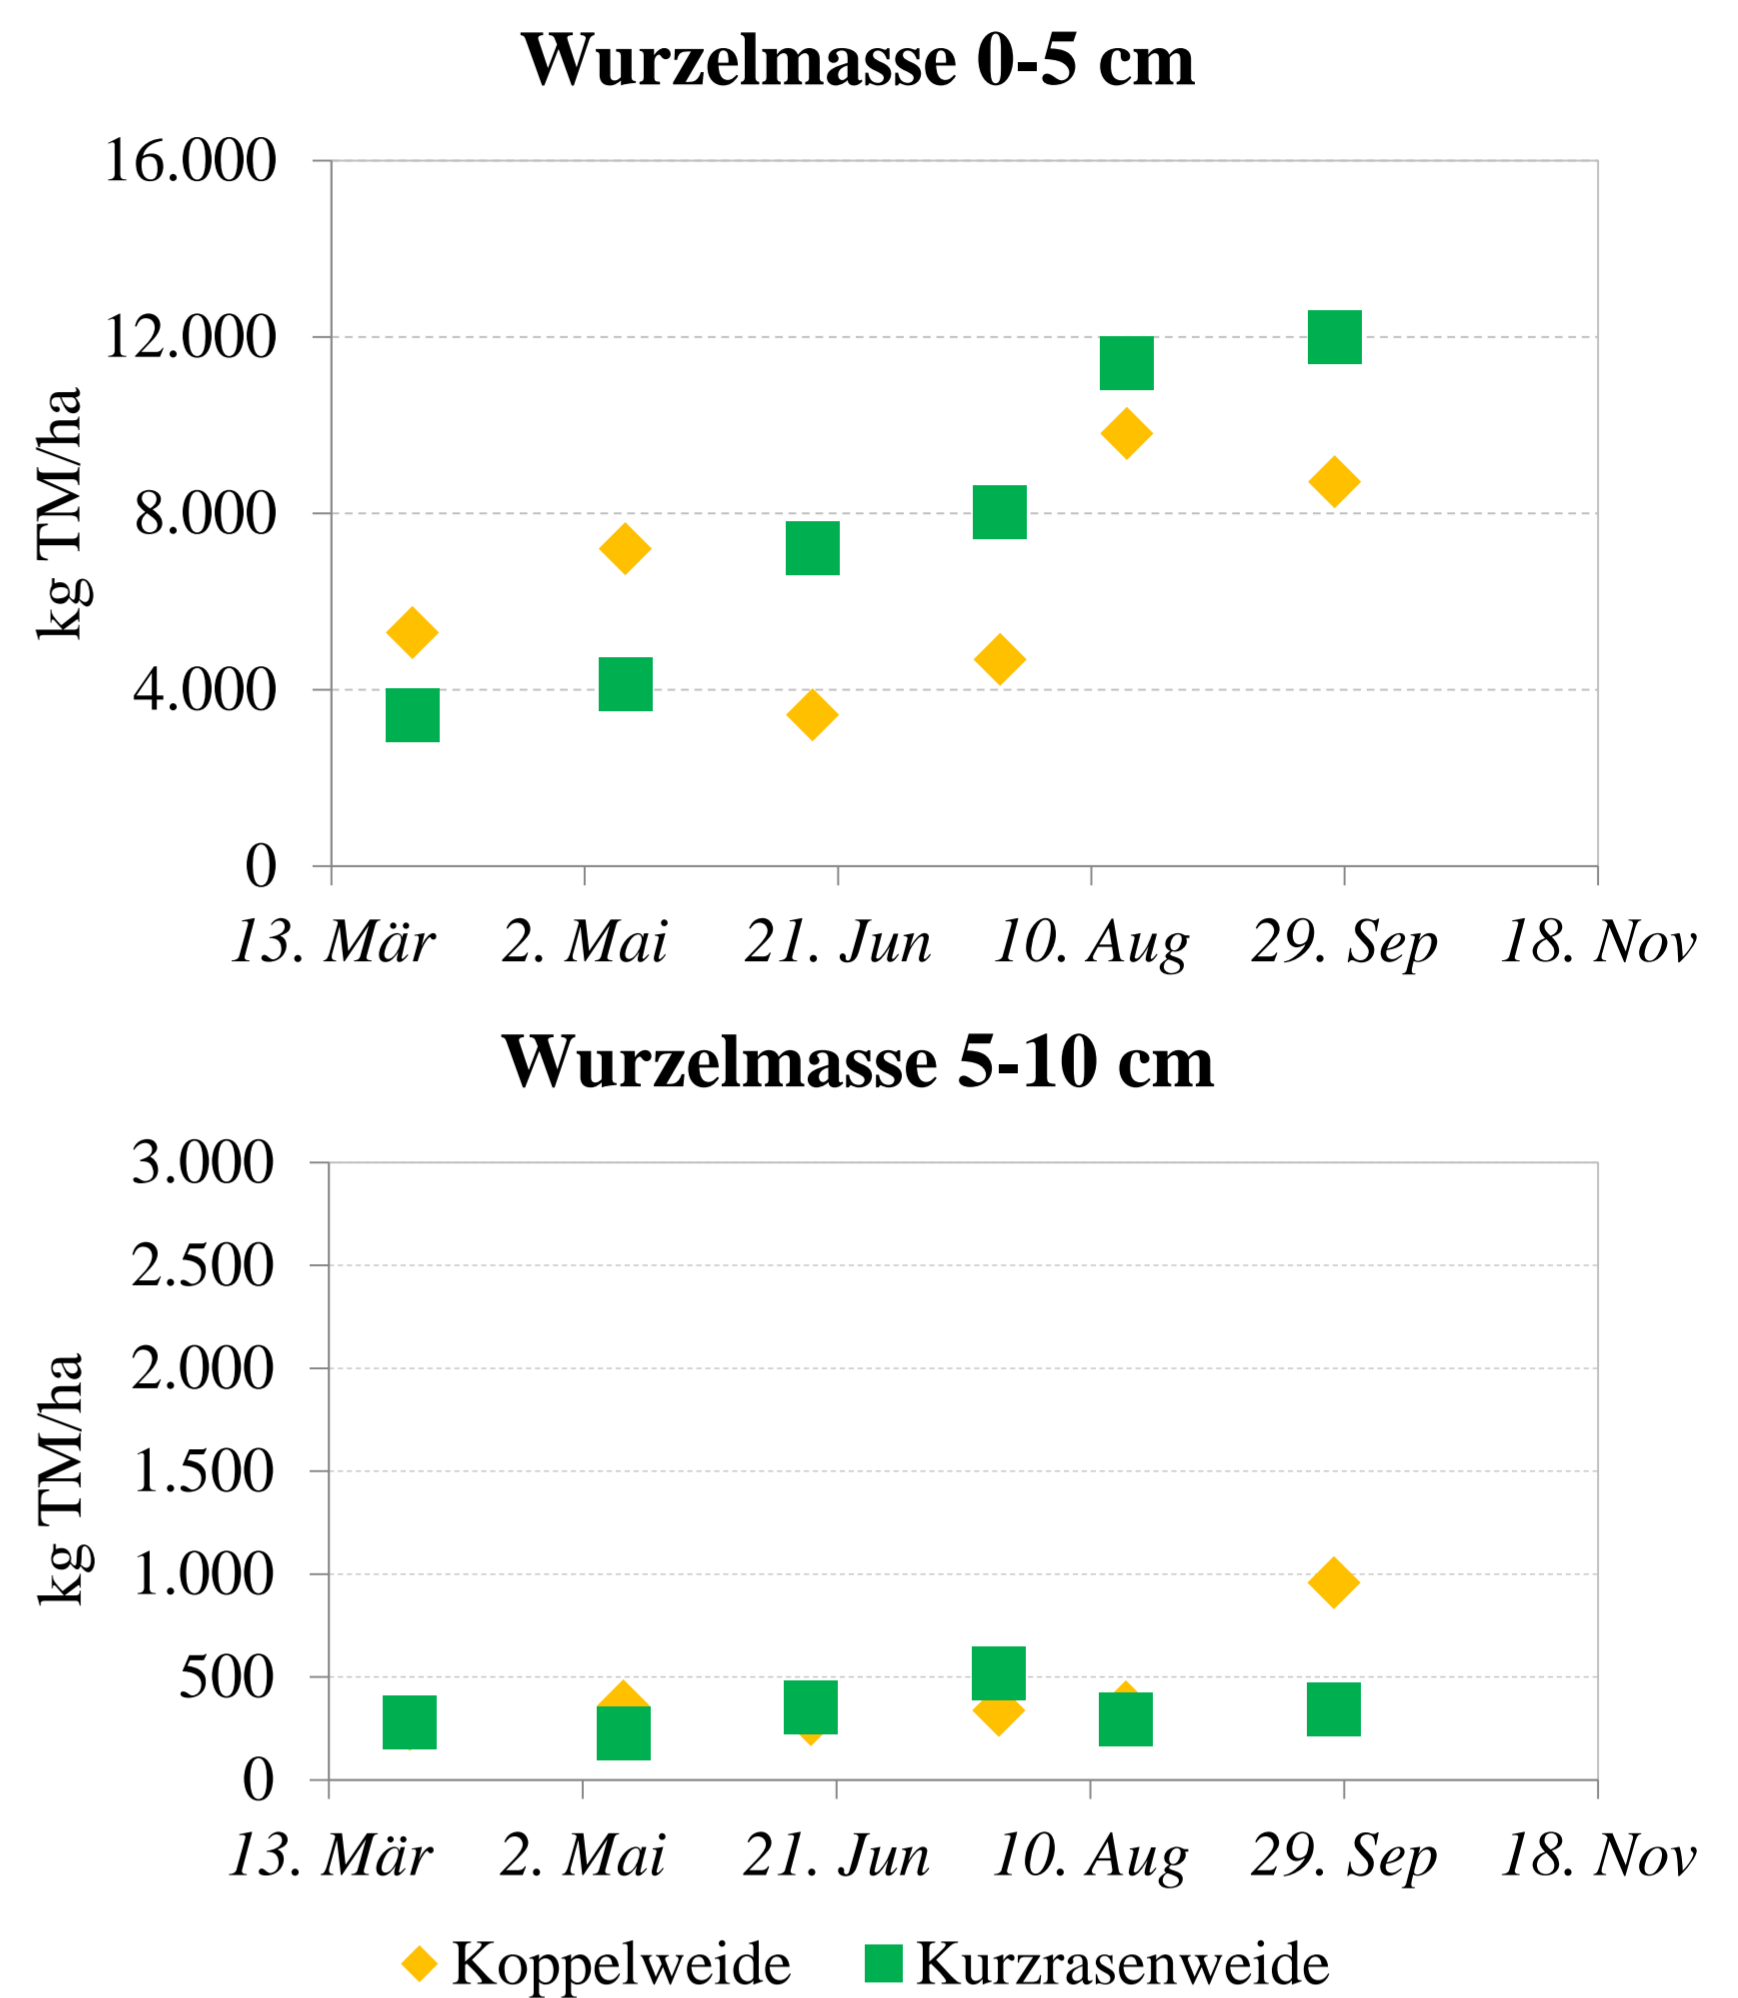 Wurzelmasse 0-5 cm
16.000
12.000
8.000
4.000
0
kg TM/ha
13. Mär 2. Mai 21. Jun 10. Aug 29. Sep 18. Nov
Wurzelmasse 5-10 cm
3.000
2.500
2.000
1.500
1.000
500
0
kg TM/ha
13. Mär 2. Mai 21. Jun 10. Aug 29. Sep 18. Nov
Koppelweide Kurzrasenweide